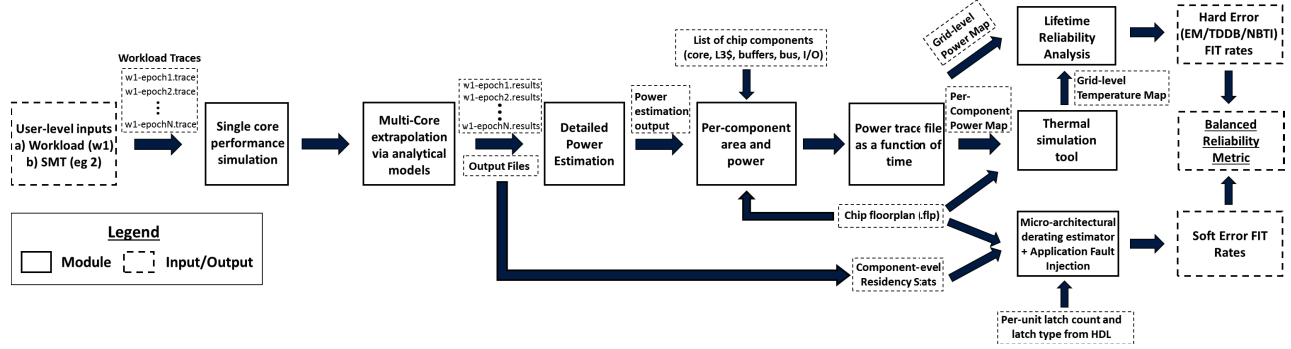 Workload Traces
w1-epoch1.trace
w1-epoch2.trace
w1-epochN.trace
User-level inputs
a) Workload (w1)
b) SMT (eg 2)
Single core
performance
simulation
Multi-Core
extrapolation
via analytical
models
w1-epoch1.results
w1-epoch2.results
w1-epochN.results
Output Files
Detailed
Power
Estimation
Power
estimation
output
List of chip components
(core, L3$, buffers, bus, I/O)
Per-component
area and
power
Power trace file
as a function of
time
Grid-level
Power Map
Per-
Component
Power Map
Lifetime
Reliability
Analysis
Grid-level
Temperature Map
Thermal
simulation
tool
Hard Error
(EM/TDDB/NBTI)
FIT rates
Balanced
Reliability
Metric
Chip floorplan (.flp)
Component-evel
Residency Stats
Micro-architectural
derating estimator
+ Application Fault
Injection
Soft Error FIT
Rates
Per-unit latch count and
latch type from HDL
Legend
Module
Input/Output